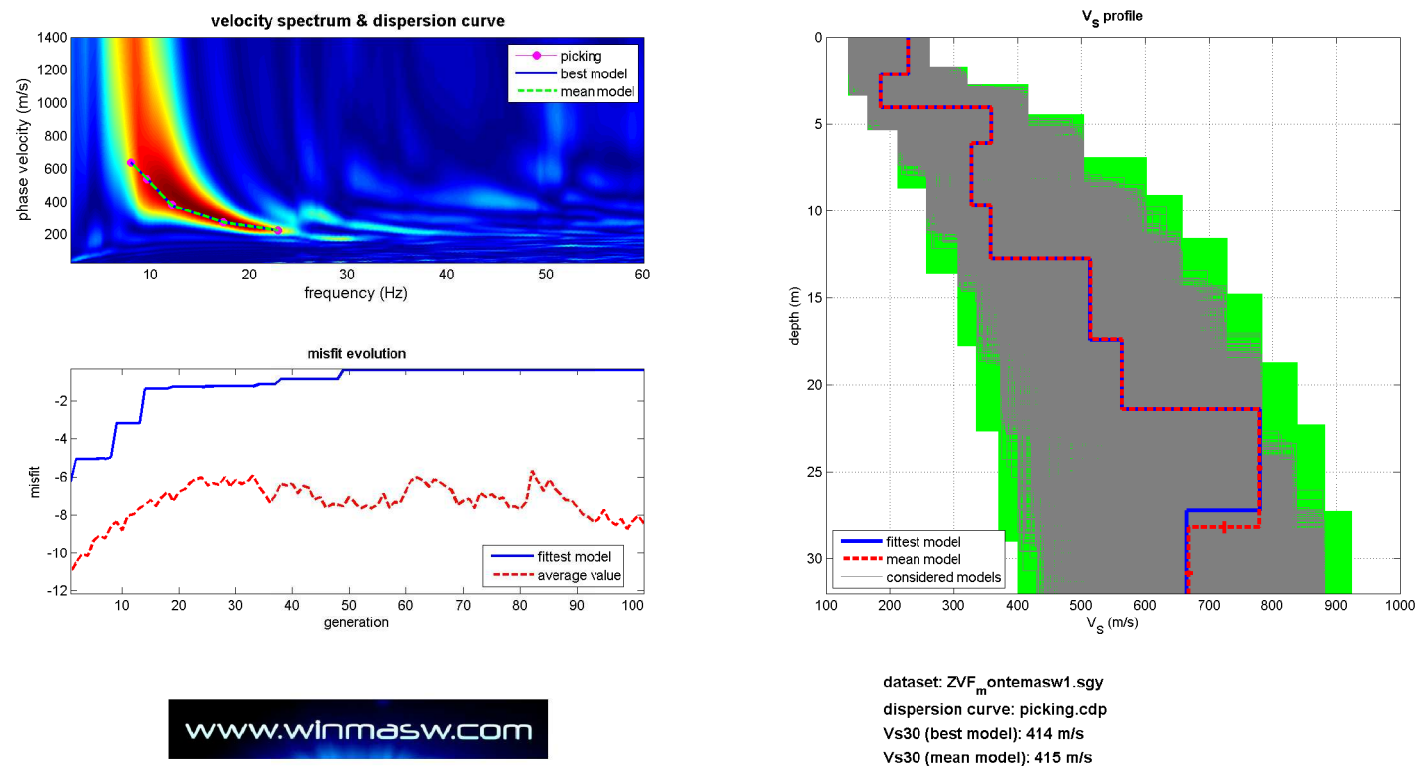 velocity spectrum & dispersion curve
1400
1200
1000
800
600
400
200
phase velocity (m/s)
picking
best model
mean model
10 20 30 40 50 60
frequency (Hz)
misfit evolution
-2
-4
-6
-8
-10
-12
misfit
fittest model
average value
10 20 30 40 50 60 70 80 90 100
generation
www.winmasw.com
VS profile
0
5
10
15
20
25
30
depth (m)
fittest model
mean model
considered models
100 200 300 400 500 600 700 800 900 1000
VS (m/s)
dataset: ZVFmontemasw1.sgy
dispersion curve: picking.cdp
Vs30 (best model): 414 m/s
Vs30 (mean model): 415 m/s